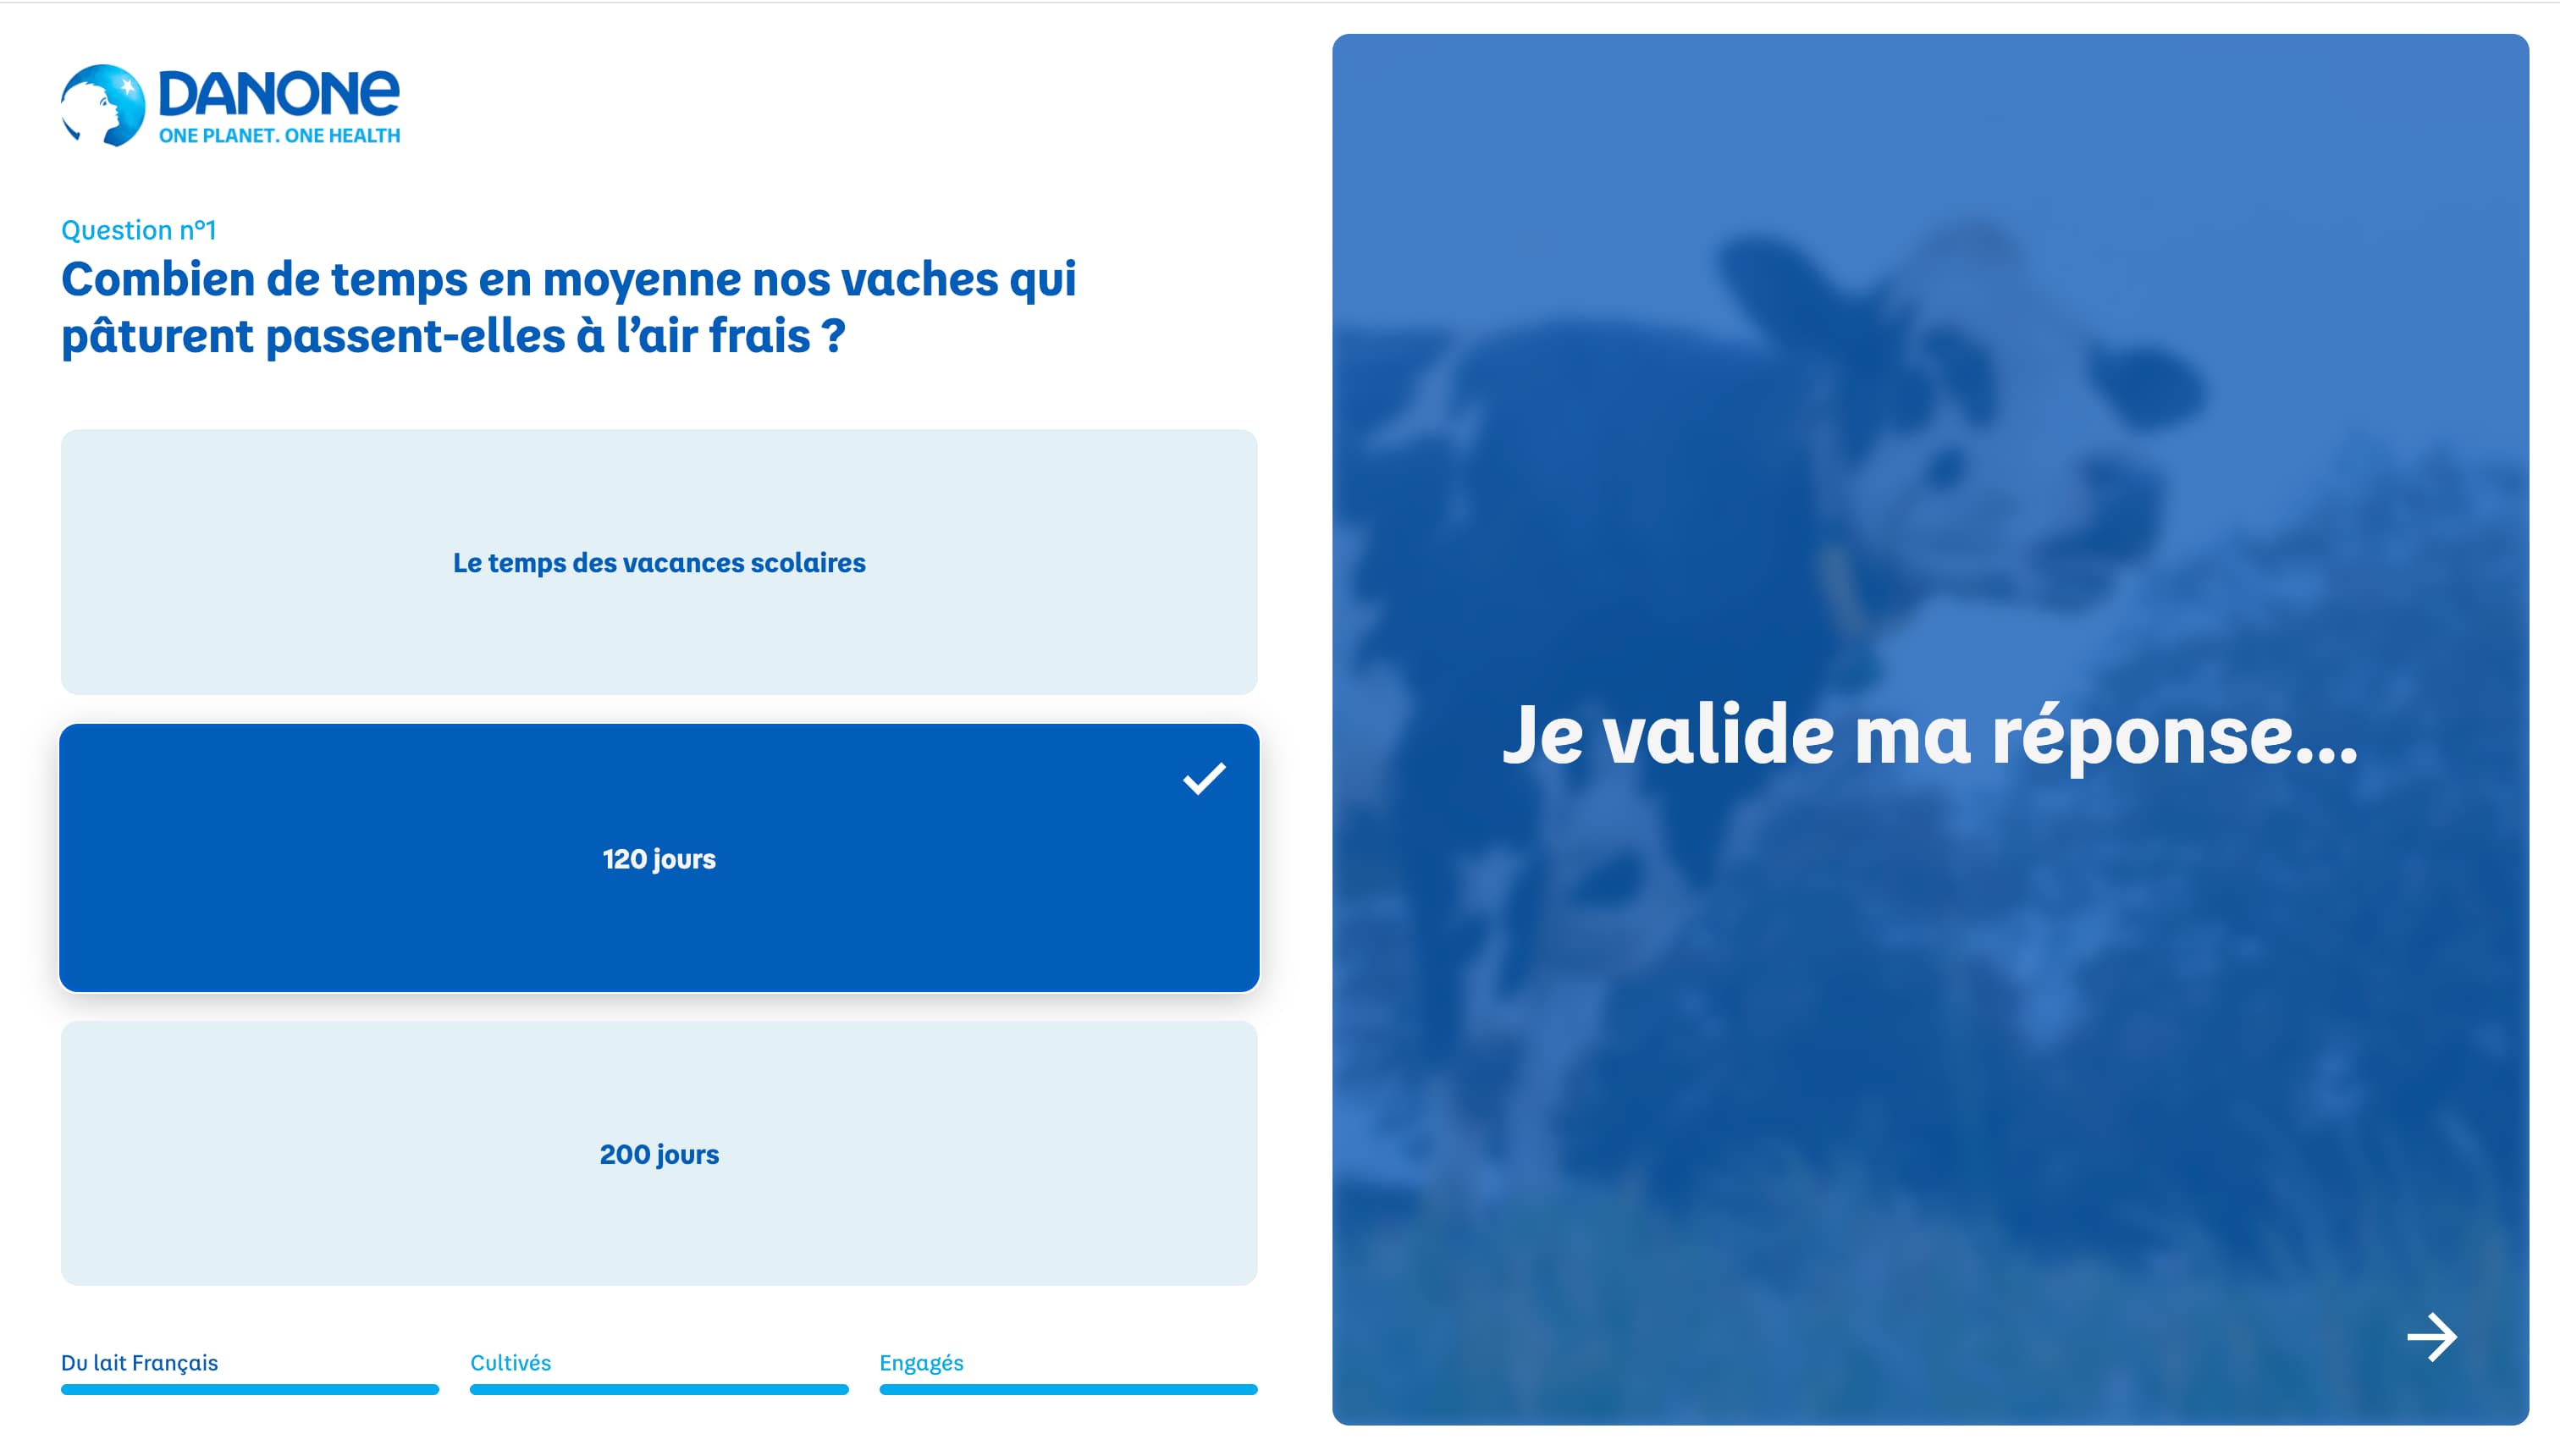 DANONE
ONE PLANET. ONE HEALTH
Question n°1
Combien de temps en moyenne nos vaches qui
pâturent passent-elles à l’air frais ?
Le temps des vacances scolaires
120 jours
200 jours
Du lait Français
Cultivés
Engagés
Je valide ma réponse...